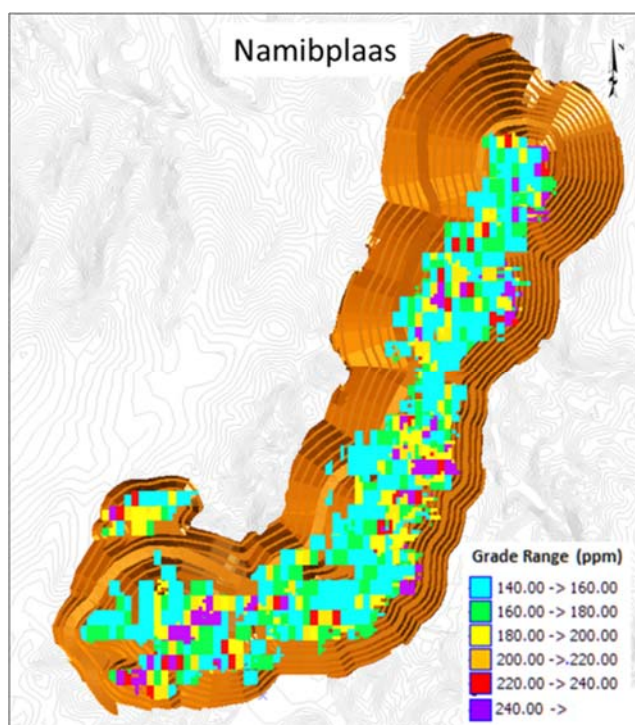 Namibplaas
N
Grade Range (ppm)
140.00 -> 160.00
160.00 -> 180.00
180.00 -> 200.00
200.00 ->.220.00
220.00 -> 240.00
240.00 ->